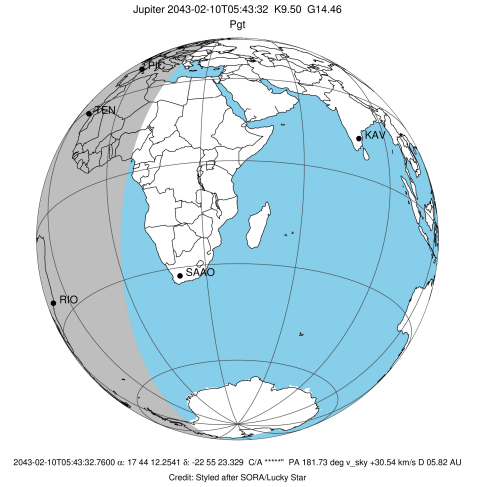 Jupiter 2043-02-10T05:43:32 K9.50 G14.46
Pgt
PIC
TEN
KAV
SAAO
RIO
2043-02-10T05:43:32.7600 α: 17 44 12.2541 δ: -22 55 23.329 C/A *****" PA 181.73 deg v_sky +30.54 km/s D 05.82 AU
Credit: Styled after SORA/Lucky Star